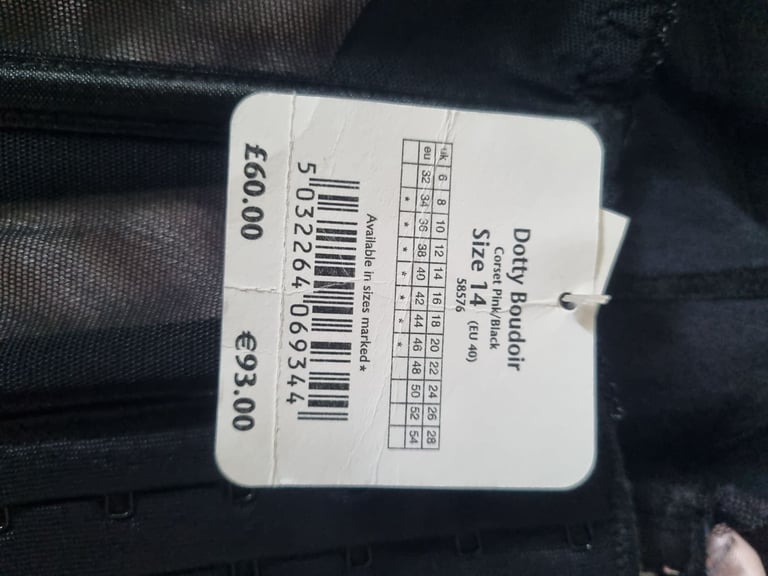 Dotty Boudoir
Corset Pink/Black
Size 14 (EU 40)
58576
uk 6 8 10 12 14 16 18 20 22 24 26 28
eu 32 34 36 38 40 42 44 46 48 50 52 54
* * * * * * *
Available in sizes marked *
5 032264 069344
£60.00 €93.00